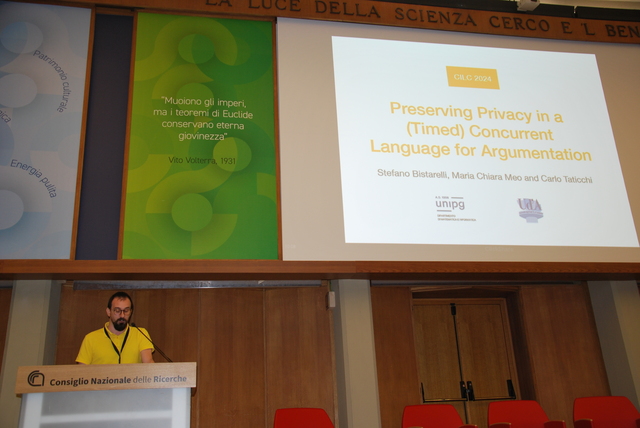 LA LUCE DELLA SCIENZA CERCO E 'L BEN
Patrimonio culturale
Energia pulita
"Muoiono gli imperi,
ma i teoremi di Euclide
conservano eterna
giovinezza"
Vito Volterra, 1931
CILC 2024
Preserving Privacy in a
(Timed) Concurrent
Language for Argumentation
Stefano Bistarelli, Maria Chiara Meo and Carlo Taticchi
unipg
Consiglio Nazionale delle Ricerche